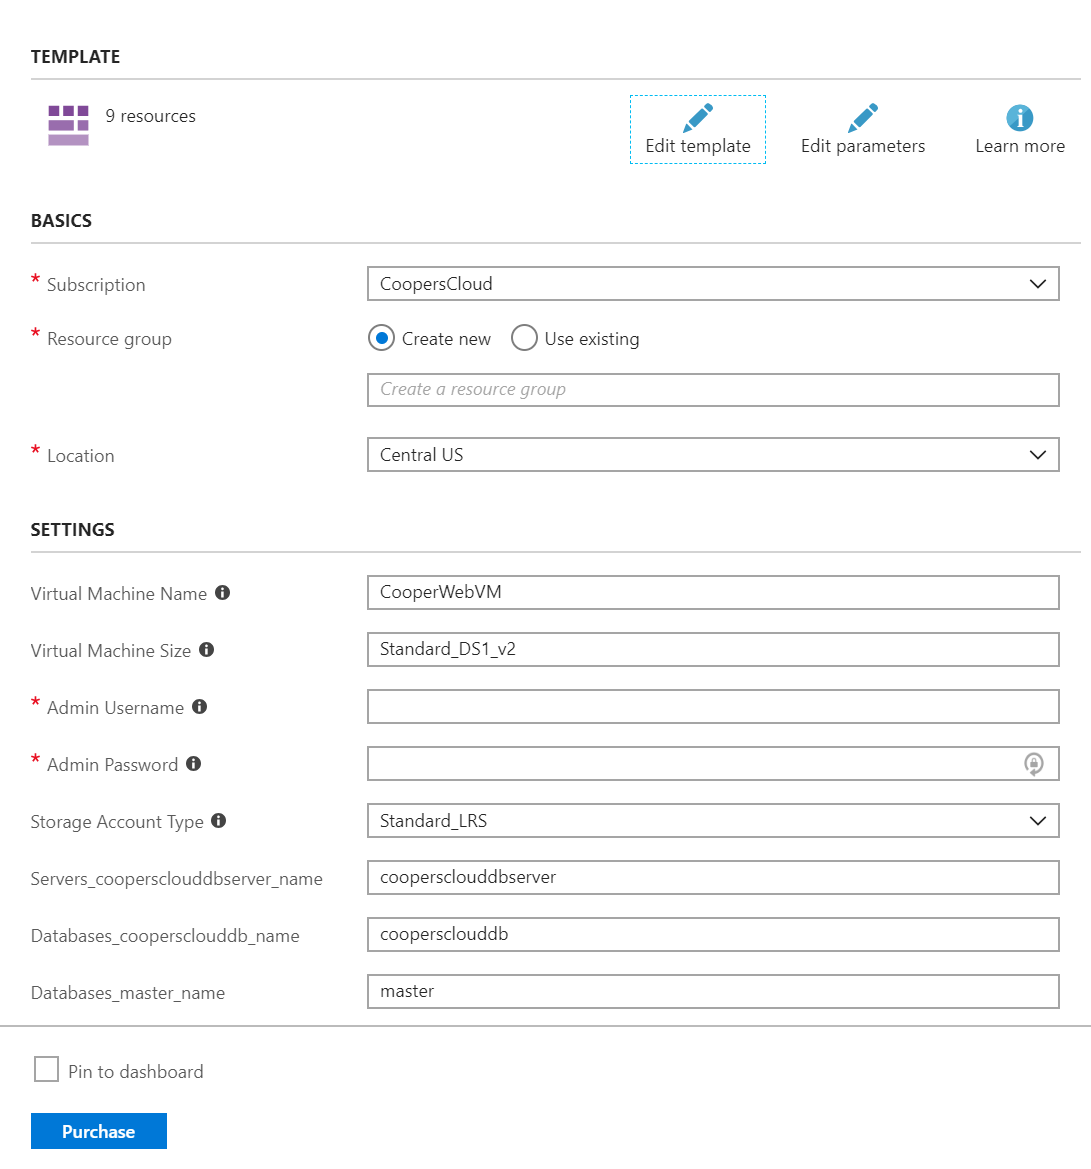 TEMPLATE
9 resources
Edit template
Edit parameters
Learn more
BASICS
* Subscription
CoopersCloud
* Resource group
Create new
Use existing
Create a resource group
* Location
Central US
SETTINGS
Virtual Machine Name
CooperWebVM
Virtual Machine Size
Standard_DS1_v2
* Admin Username
* Admin Password
Storage Account Type
Standard_LRS
Servers_coopersclouddbserver_name
coopersclouddbserver
Databases_coopersclouddb_name
coopersclouddb
Databases_master_name
master
Pin to dashboard
Purchase